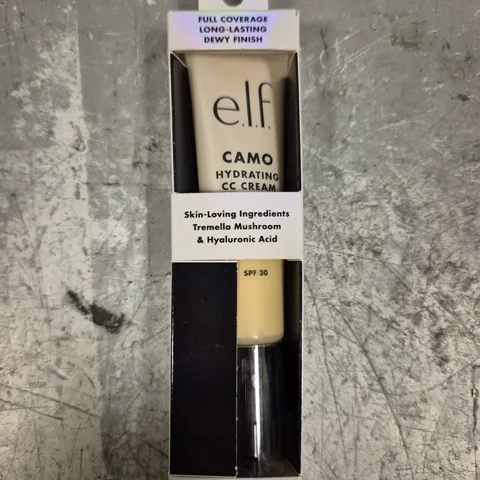 FULL COVERAGE
LONG-LASTING
DEWY FINISH
e.l.f.
CAMO
HYDRATING
CC CREAM
Skin-Loving Ingredients
Tremella Mushroom
& Hyaluronic Acid
SPF 30